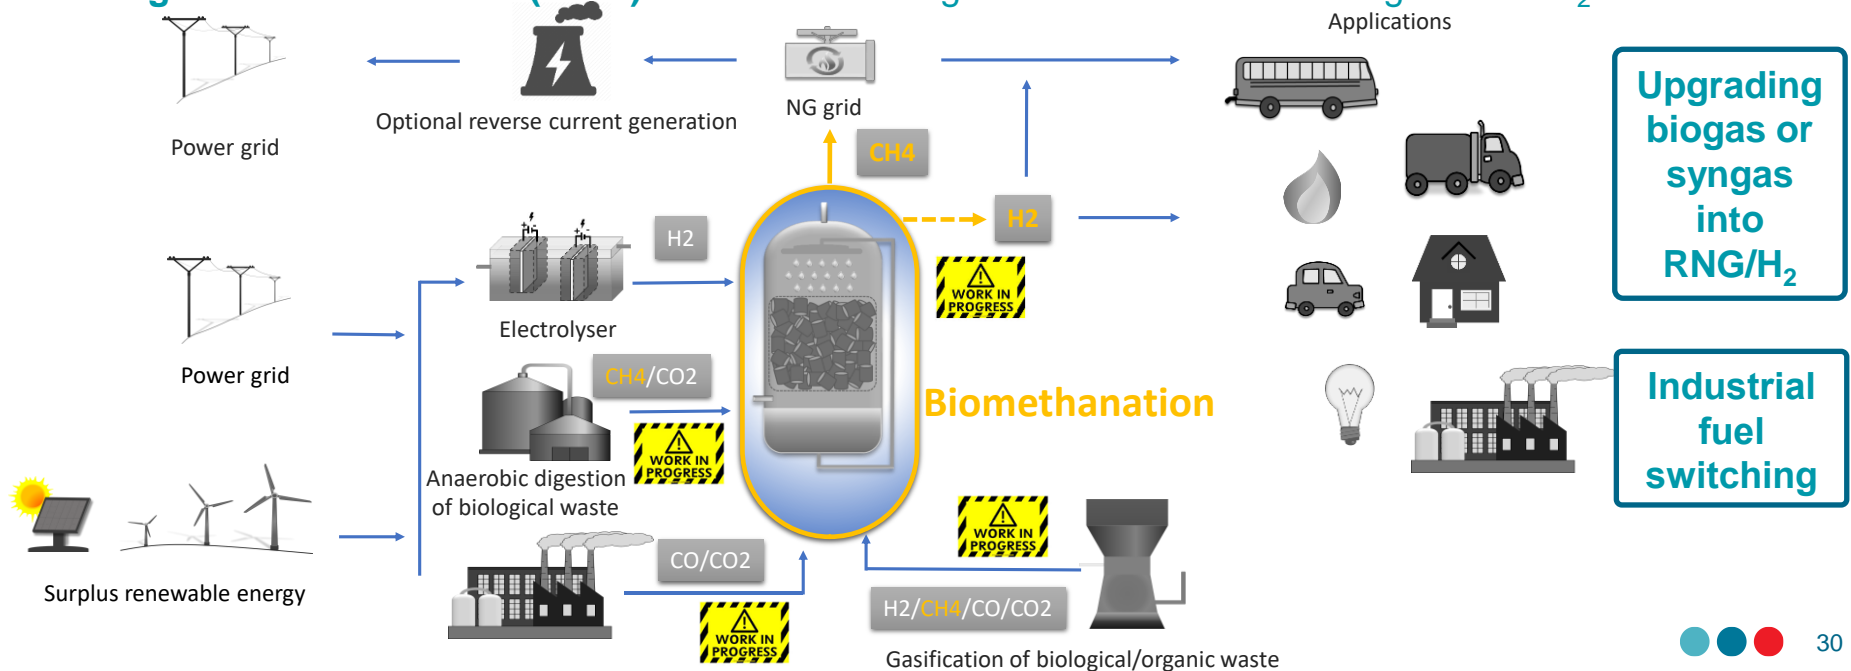 Applications
Power grid
Optional reverse current generation
NG grid
CH4
H2
H2
WORK IN
PROGRESS
Electrolyser
Power grid
CH4/CO2
WORK IN
PROGRESS
Biomethanation
Anaerobic digestion
of biological waste
WORK IN
PROGRESS
Surplus renewable energy
CO/CO2
WORK IN
PROGRESS
H2/CH4/CO/CO2
Gasification of biological/organic waste
Upgrading
biogas or
syngas
into
RNG/H₂
Industrial
fuel
switching
30